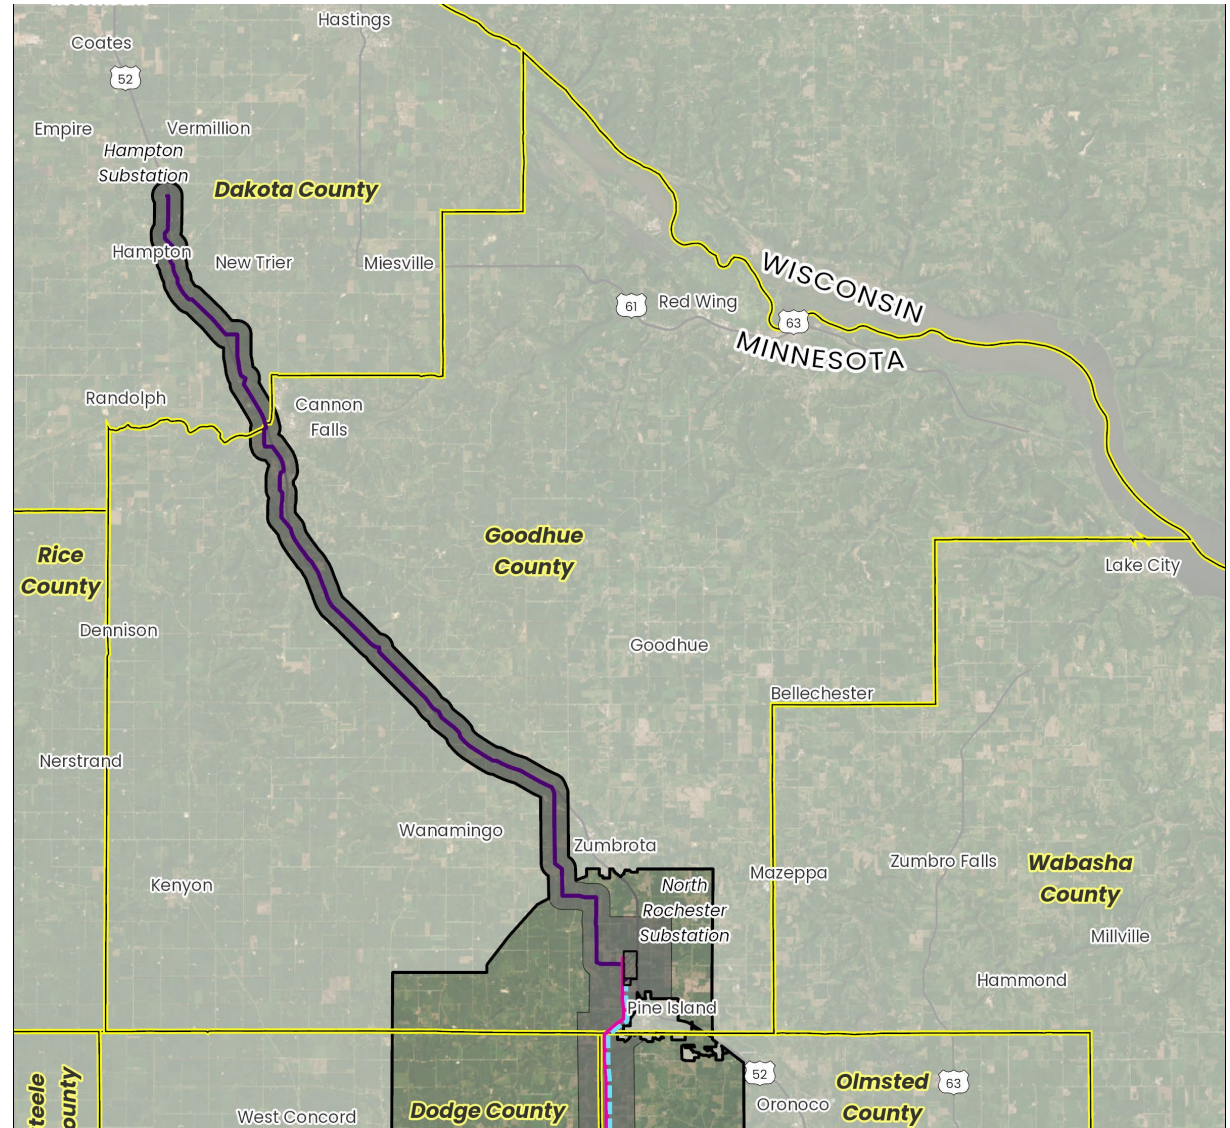 Hastings
Coates
52
Empire
Vermillion
Hampton
Substation
Dakota County
Hampton
New Trier
Miesville
61
Red Wing
63
WISCONSIN
MINNESOTA
Randolph
Cannon
Falls
Rice
County
Goodhue
County
Lake City
Dennison
Goodhue
Bellechester
Nerstrand
Wanamingo
Zumbrota
Kenyon
North
Rochester
Substation
Mazeppa
Zumbro Falls
Wabasha
County
Millville
Hammond
Pine Island
52
Olmsted
County
63
Oronoco
teele
ounty
West Concord
Dodge County